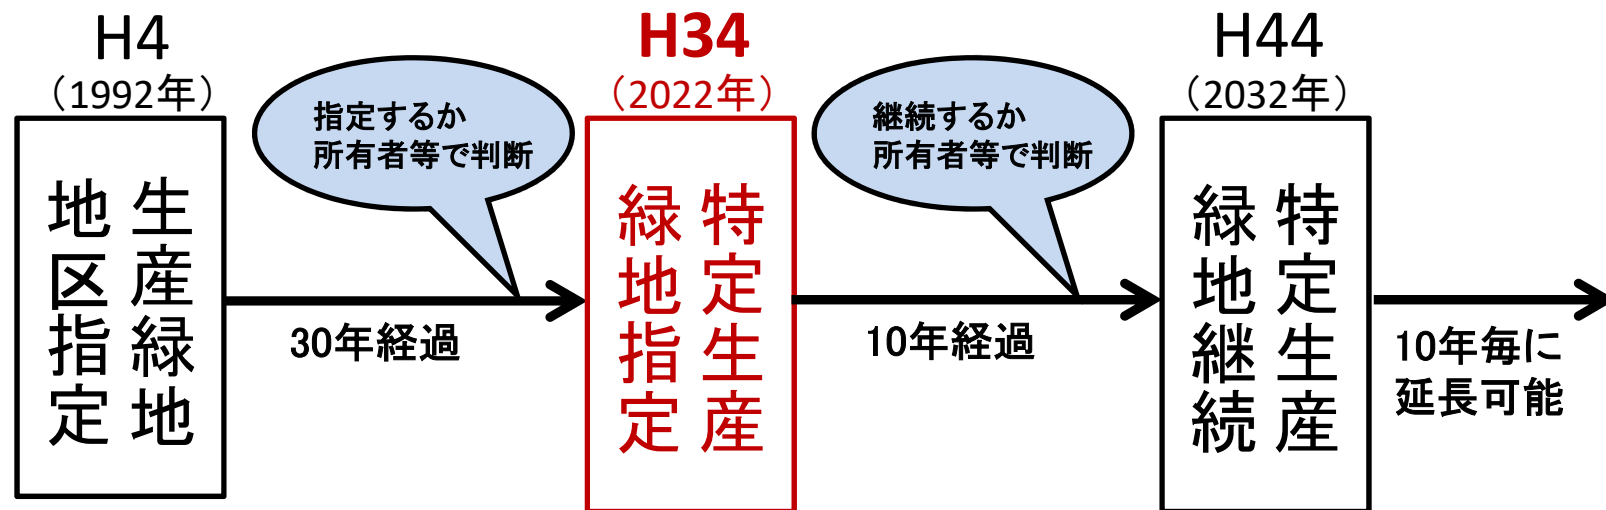 H4
（1992年）
生産緑地
地区指定
指定するか
所有者等で判断
30年経過
H34
（2022年）
特定生産
緑地指定
継続するか
所有者等で判断
10年経過
H44
（2032年）
特定生産
緑地継続
10年毎に
延長可能